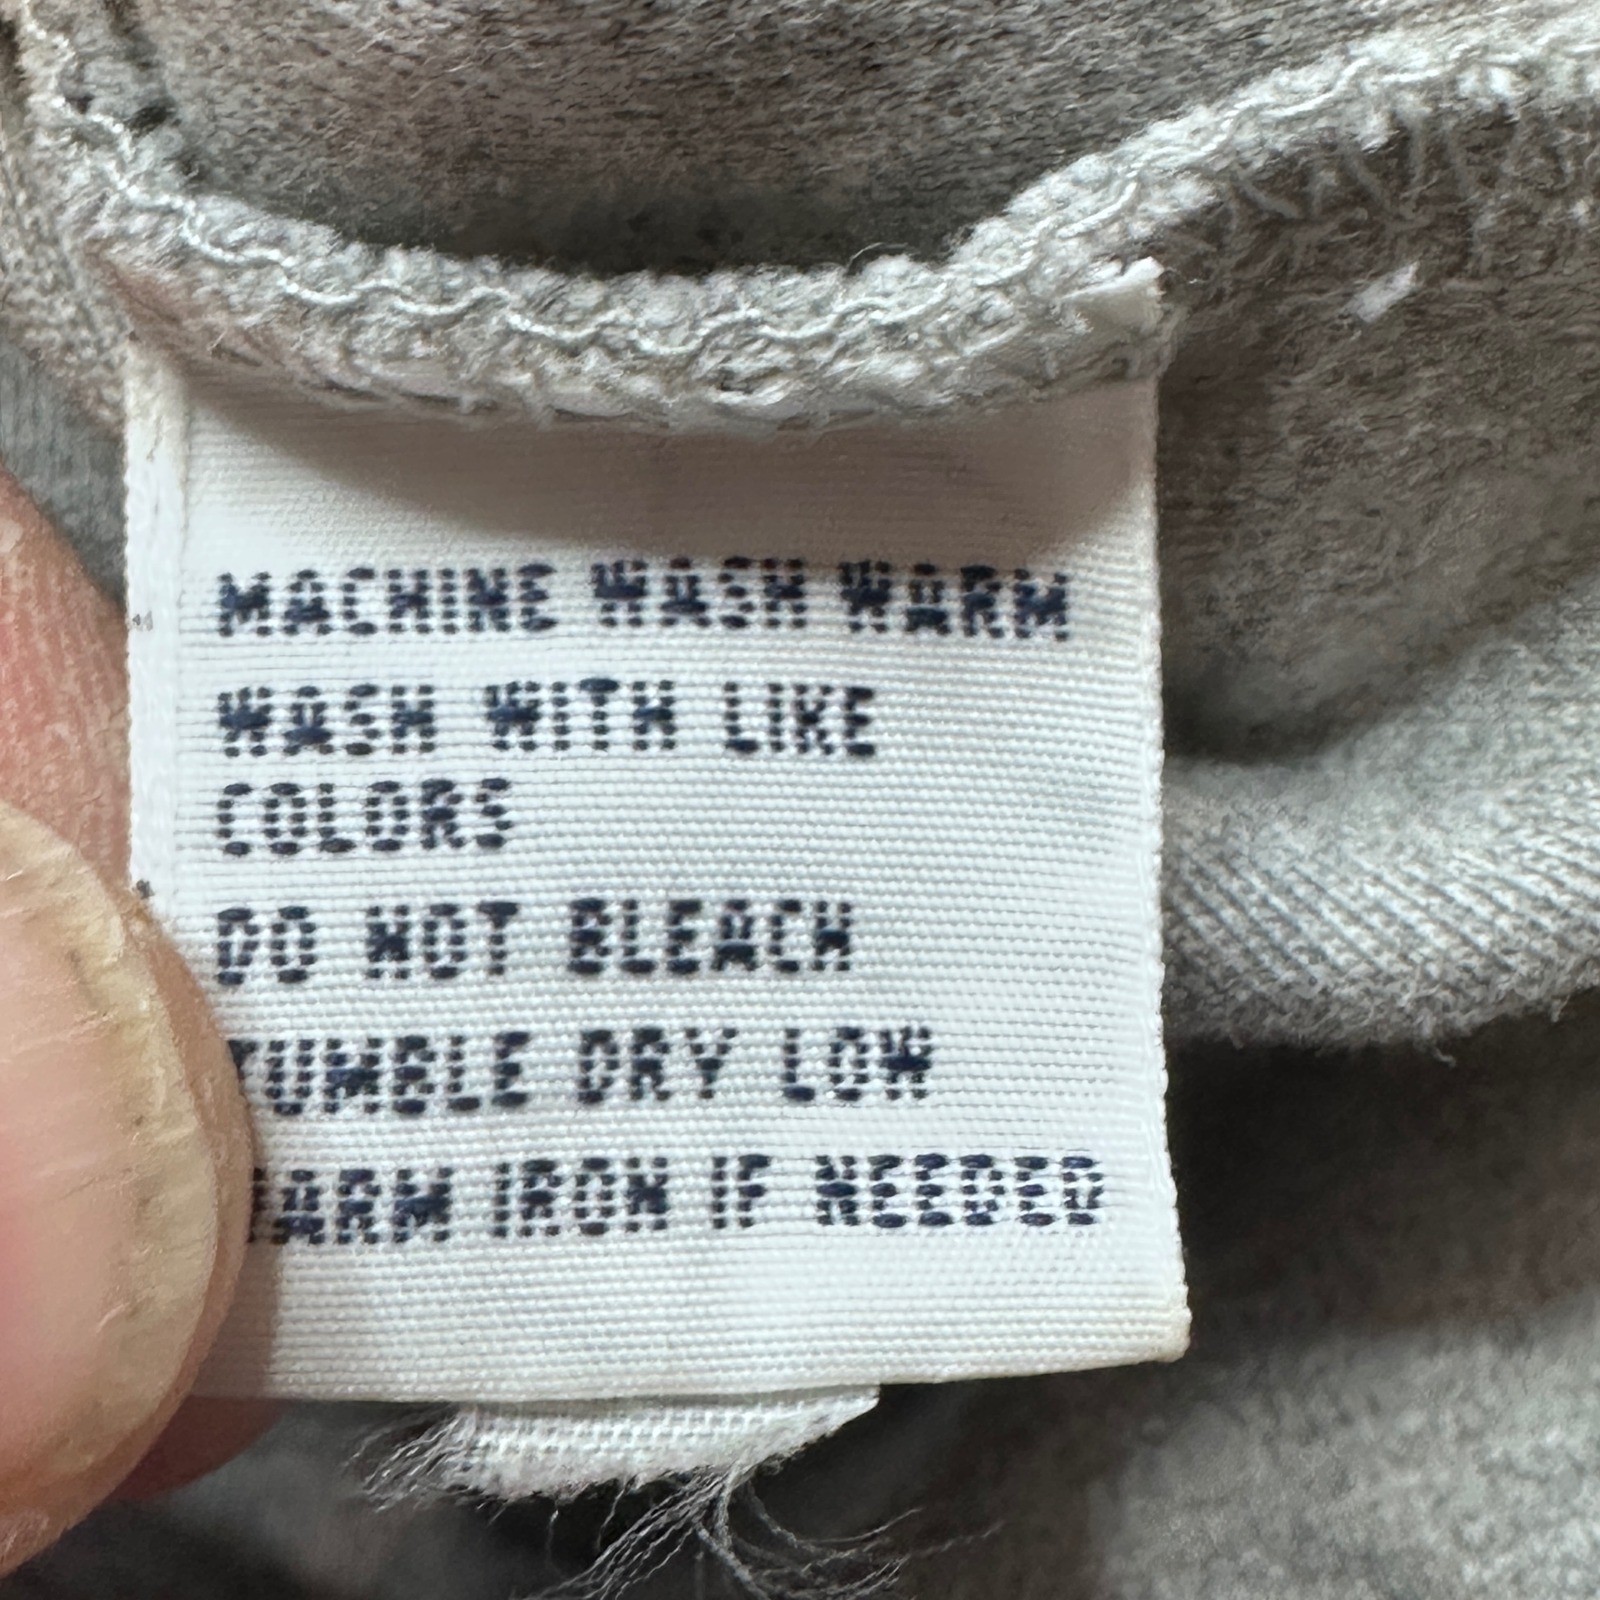 MACHINE WASH WARM
WASH WITH LIKE
COLORS
DO NOT BLEACH
TUMBLE DRY LOW
WARM IRON IF NEEDED